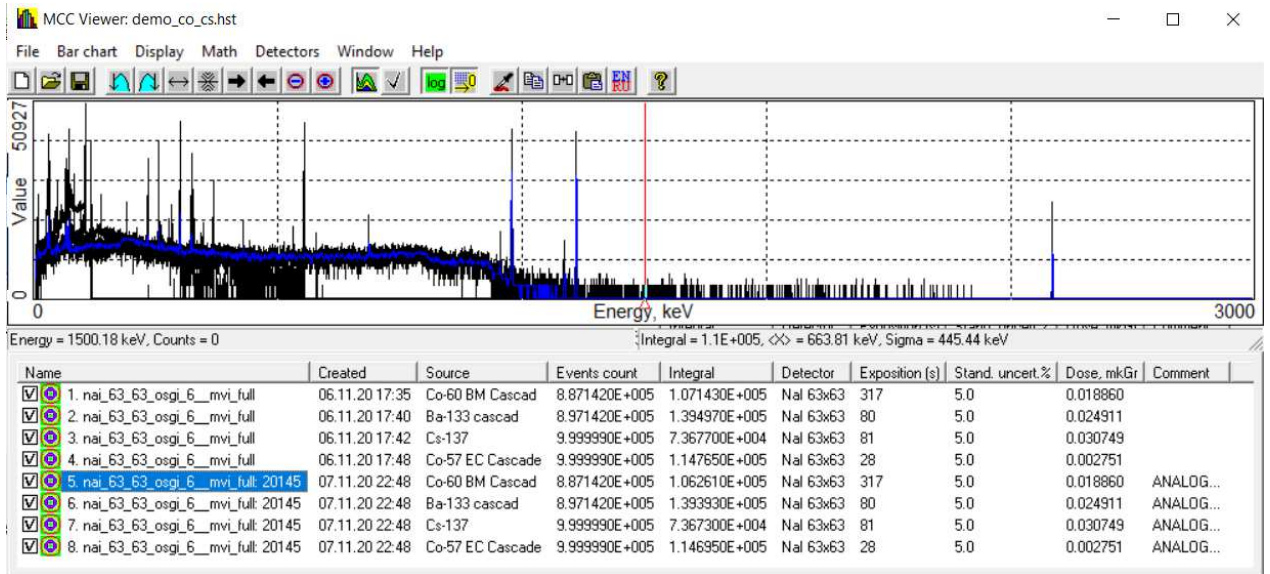 MCC Viewer: demo_co_cs.hst
File Bar chart Display Math Detectors Window Help
log EN RU
50927
Value
0
0 Energy, keV 3000
Energy = 1500.18 keV, Counts = 0 Integral = 1.1E+005, <X> = 663.81 keV, Sigma = 445.44 keV
Name Created Source Events count Integral Detector Exposition (s) Stand. uncert.% Dose, mkGr Comment
1. nai_63_63_osgi_6__mvi_full 06.11.20 17:35 Co-60 BM Cascad 8.871420E+005 1.071430E+005 NaI 63x63 317 5.0 0.018860
2. nai_63_63_osgi_6__mvi_full 06.11.20 17:40 Ba-133 cascad 8.971420E+005 1.394970E+005 NaI 63x63 80 5.0 0.024911
3. nai_63_63_osgi_6__mvi_full 06.11.20 17:42 Cs-137 9.999990E+005 7.367700E+004 NaI 63x63 81 5.0 0.030749
4. nai_63_63_osgi_6__mvi_full 06.11.20 17:48 Co-57 EC Cascade 9.999990E+005 1.147650E+005 NaI 63x63 28 5.0 0.002751
5. nai_63_63_osgi_6__mvi_full: 20145 07.11.20 22:48 Co-60 BM Cascad 8.871420E+005 1.062610E+005 NaI 63x63 317 5.0 0.018860 ANALOG...
6. nai_63_63_osgi_6__mvi_full: 20145 07.11.20 22:48 Ba-133 cascad 8.971420E+005 1.393930E+005 NaI 63x63 80 5.0 0.024911 ANALOG...
7. nai_63_63_osgi_6__mvi_full: 20145 07.11.20 22:48 Cs-137 9.999990E+005 7.367300E+004 NaI 63x63 81 5.0 0.030749 ANALOG...
8. nai_63_63_osgi_6__mvi_full: 20145 07.11.20 22:48 Co-57 EC Cascade 9.999990E+005 1.146950E+005 NaI 63x63 28 5.0 0.002751 ANALOG...